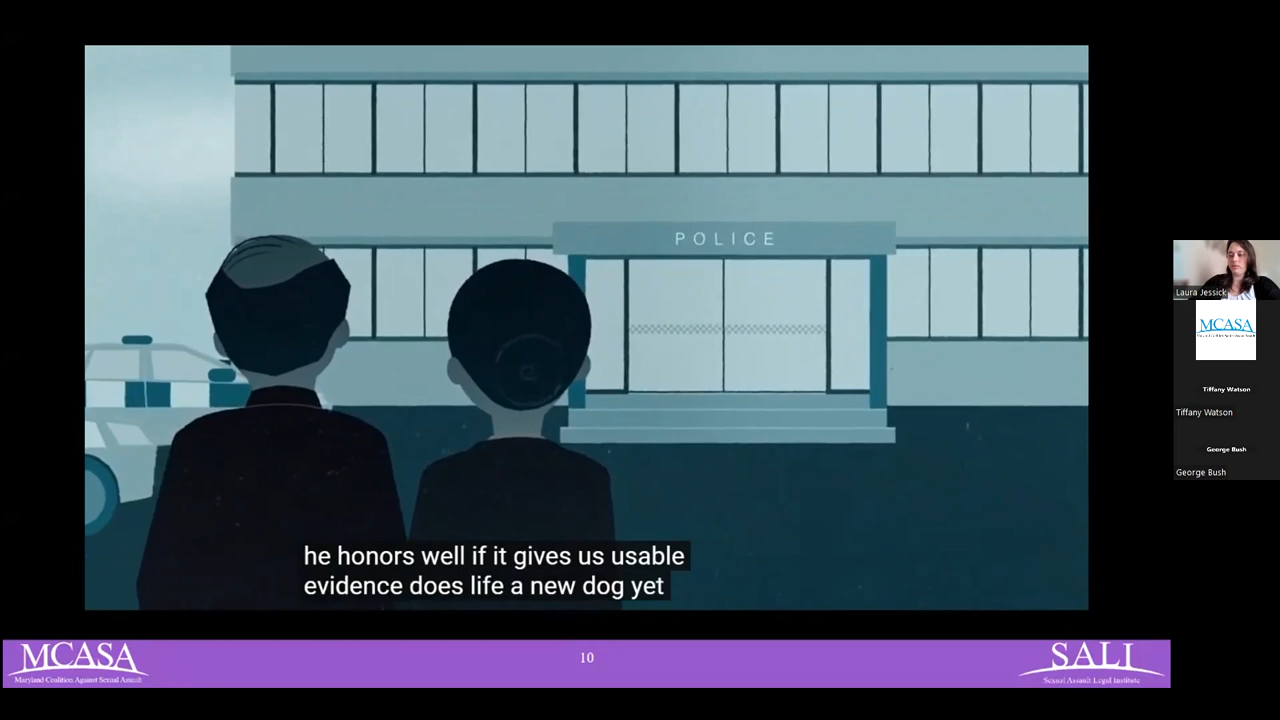 POLICE
he honors well if it gives us usable
evidence does life a new dog yet
Laura Jessick
MCASA
Tiffany Watson
Tiffany Watson
George Bush
George Bush
MCASA
Maryland Coalition Against Sexual Assault
10
SALI
Sexual Assault Legal Institute